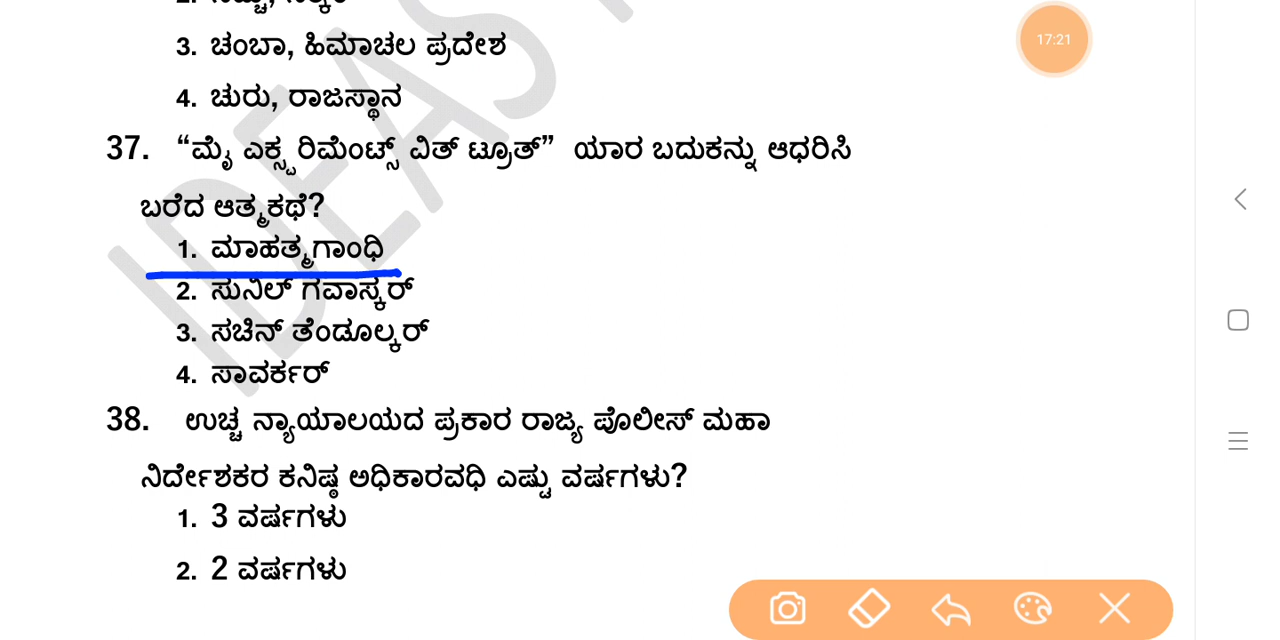 3. ಚಂಬಾ, ಹಿಮಾಚಲ ಪ್ರದೇಶ
17:21
4. ಚುರು, ರಾಜಸ್ಥಾನ
37. “ಮೈ ಎಕ್ಸ್ಪರಿಮೆಂಟ್ಸ್ ವಿತ್ ಟ್ರೂತ್” ಯಾರ ಬದುಕನ್ನು ಆಧರಿಸಿ
ಬರೆದ ಆತ್ಮಕಥೆ?
1. ಮಾಹತ್ಮಗಾಂಧಿ
2. ಸುನಿಲ್ ಗವಾಸ್ಕರ್
3. ಸಚಿನ್ ತೆಂಡೂಲ್ಕರ್
4. ಸಾವರ್ಕರ್
38. ಉಚ್ಚ ನ್ಯಾಯಾಲಯದ ಪ್ರಕಾರ ರಾಜ್ಯ ಪೊಲೀಸ್ ಮಹಾ
ನಿರ್ದೇಶಕರ ಕನಿಷ್ಠ ಅಧಿಕಾರವಧಿ ಎಷ್ಟು ವರ್ಷಗಳು?
1. 3 ವರ್ಷಗಳು
2. 2 ವರ್ಷಗಳು
IDEAS